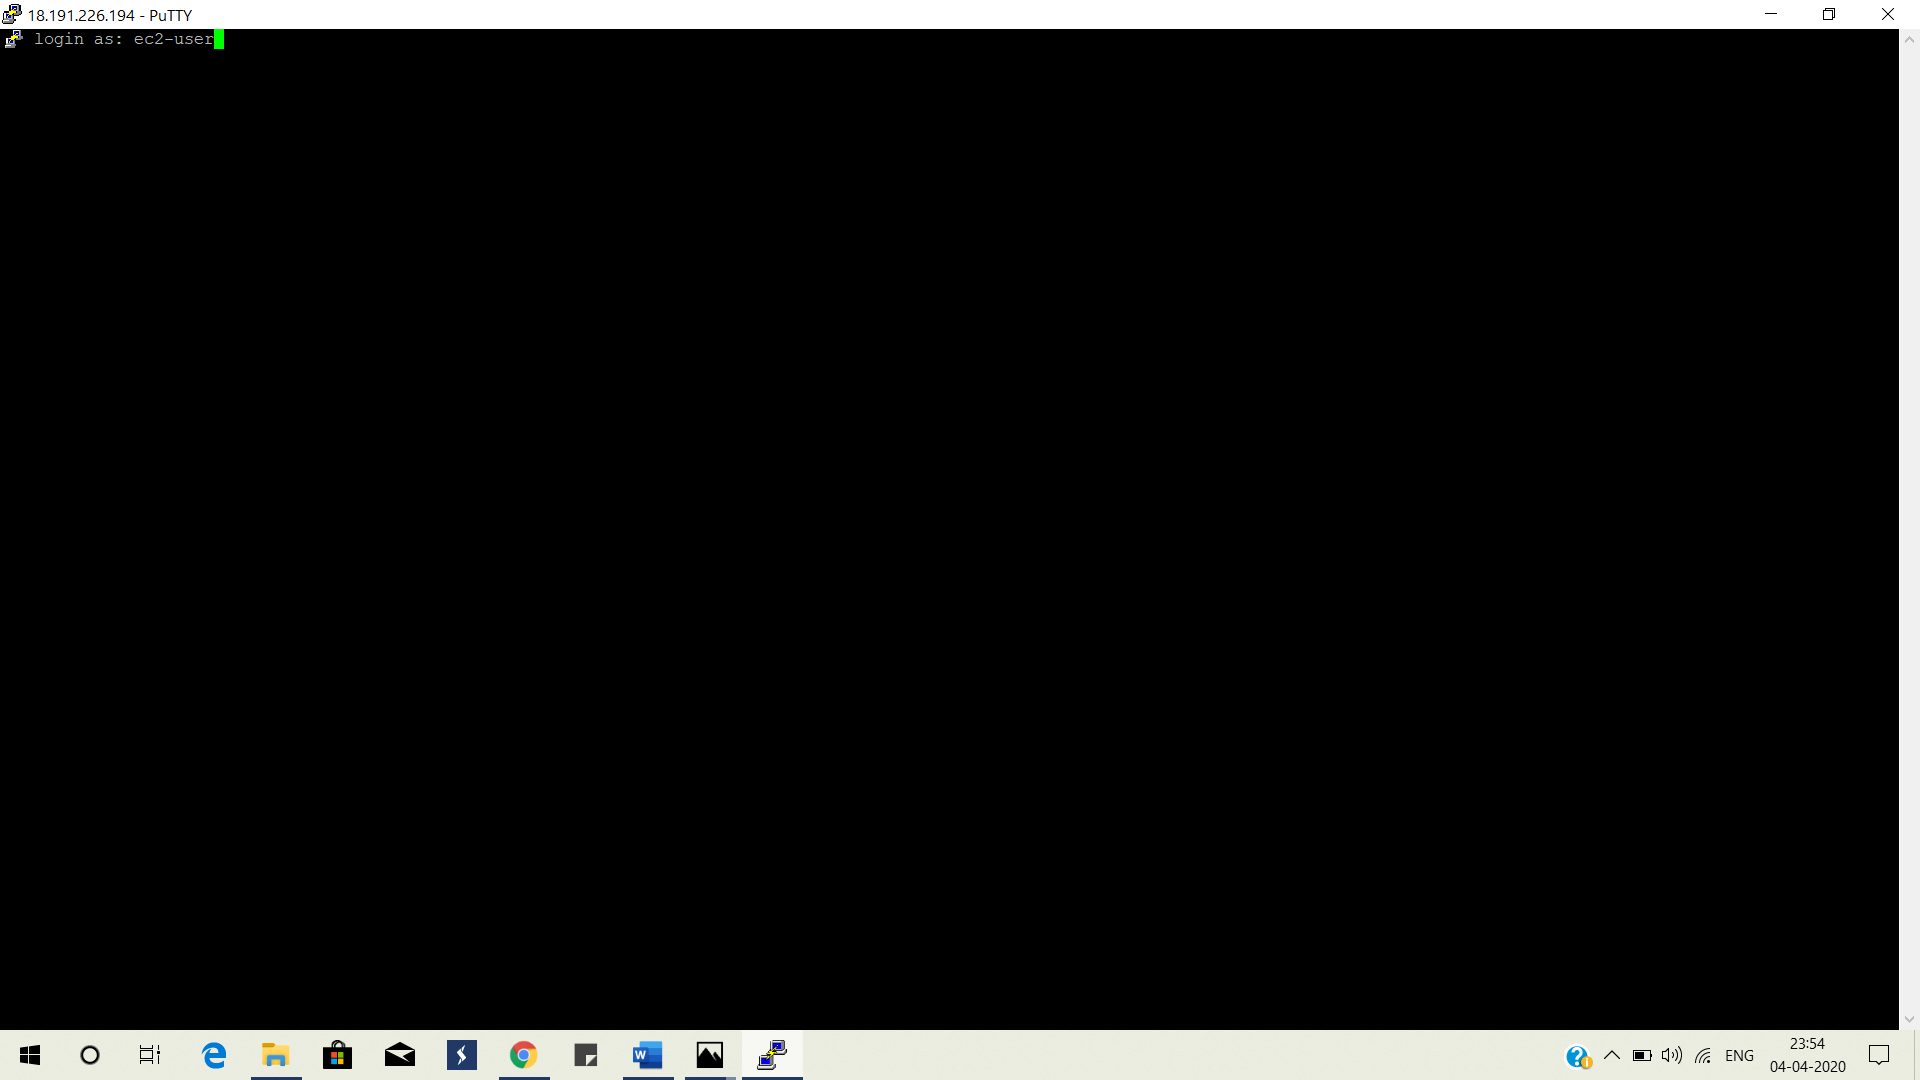 18.191.226.194 - PuTTY
login as: ec2-user
ENG
23:54
04-04-2020